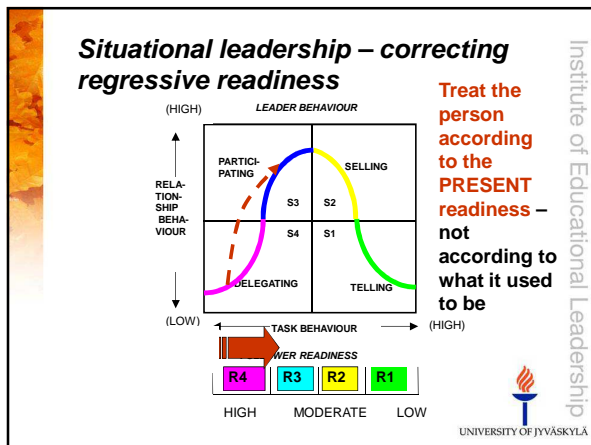 Situational leadership – correcting
regressive readiness
(HIGH)
LEADER BEHAVIOUR
PARTICI-
PATING
SELLING
RELA-
TION-
SHIP
BEHA-
VIOUR
S3
S2
S4
S1
DELEGATING
TELLING
(LOW)
TASK BEHAVIOUR
(HIGH)
WER READINESS
R4
R3
R2
R1
HIGH
MODERATE
LOW
Treat the
person
according
to the
PRESENT
readiness –
not
according to
what it used
to be
Institute of Educational Leadership
UNIVERSITY OF JYVÄSKYLÄ